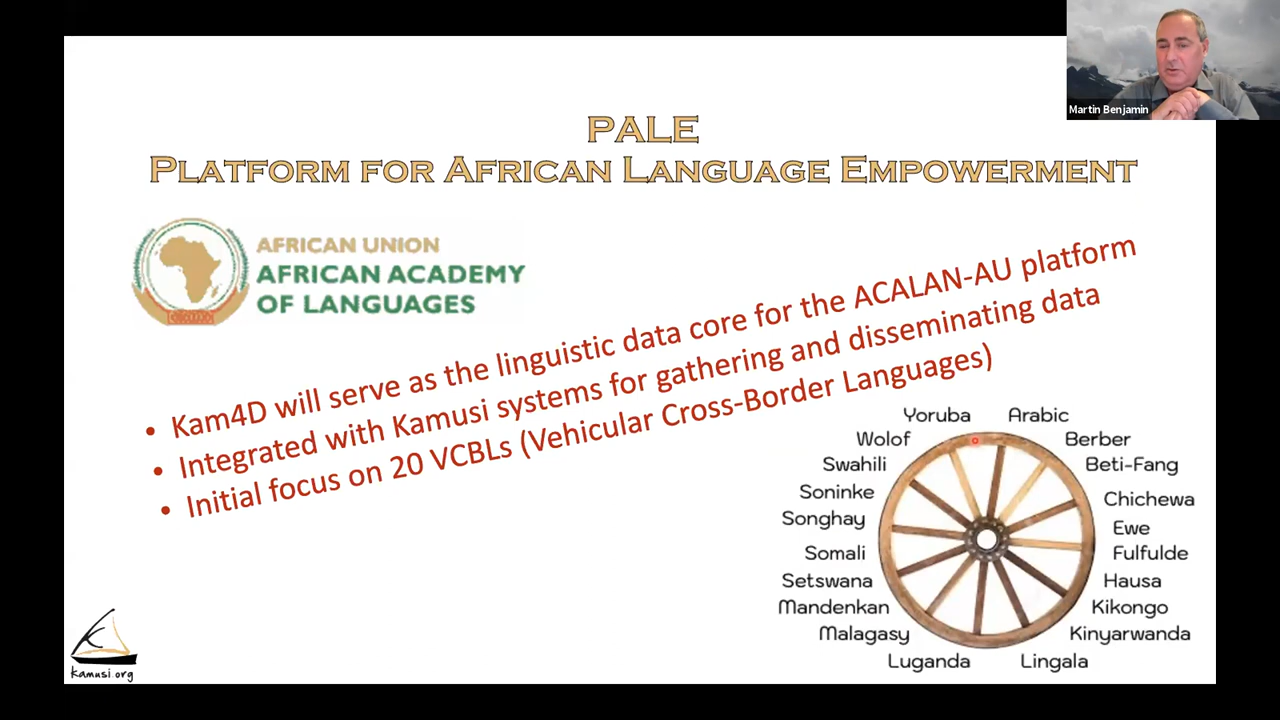 Martin Benjamin
PALE
PLATFORM FOR AFRICAN LANGUAGE EMPOWERMENT
AFRICAN UNION
AFRICAN ACADEMY
OF LANGUAGES
• Kam4D will serve as the linguistic data core for the ACALAN-AU platform
• Integrated with Kamusi systems for gathering and disseminating data
• Initial focus on 20 VCBLs (Vehicular Cross-Border Languages)
Yoruba
Arabic
Wolof
Berber
Swahili
Beti-Fang
Soninke
Chichewa
Songhay
Ewe
Somali
Fulfulde
Setswana
Hausa
Mandenkan
Kikongo
Malagasy
Kinyarwanda
Luganda
Lingala
kamusi.org